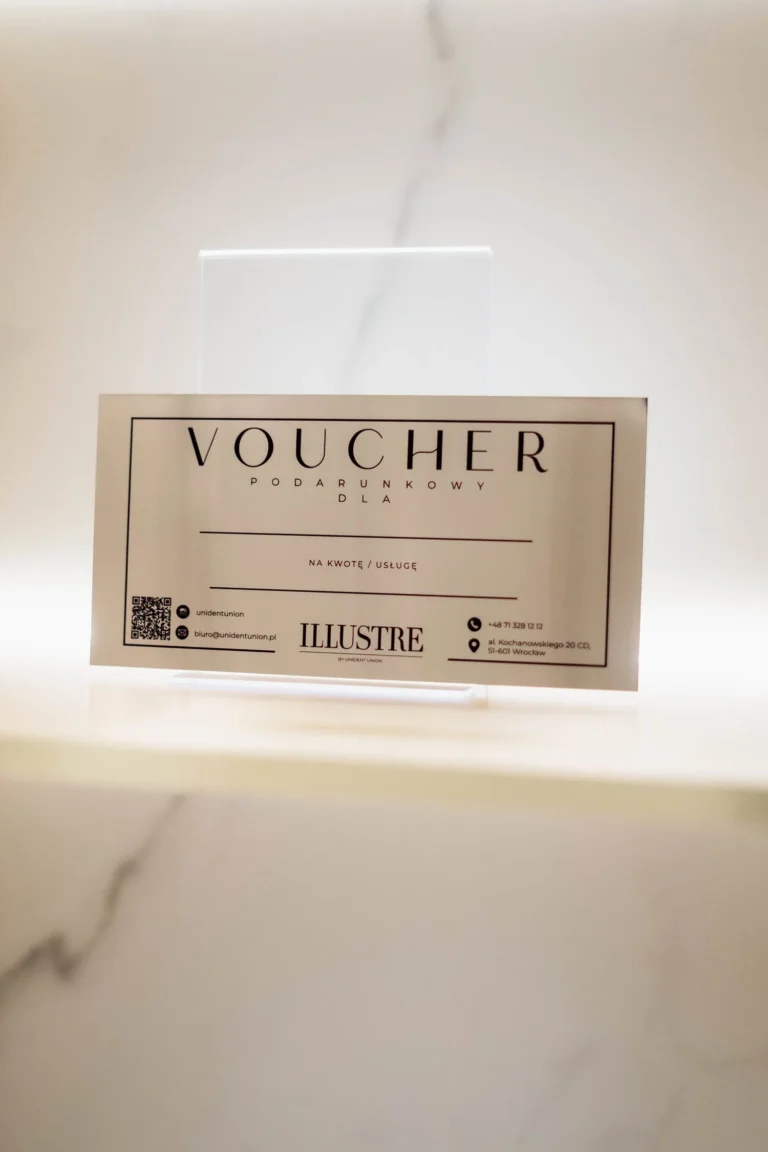 VOUCHER
PODARUNKOWY
DLA
NA KWOTĘ / USŁUGĘ
unidentunion
biuro@unidentunion.pl
ILLUSTRE
BY UNIDENT UNION
+48 71 328 12 12
al. Kochanowskiego 20 CD,
51-601 Wrocław